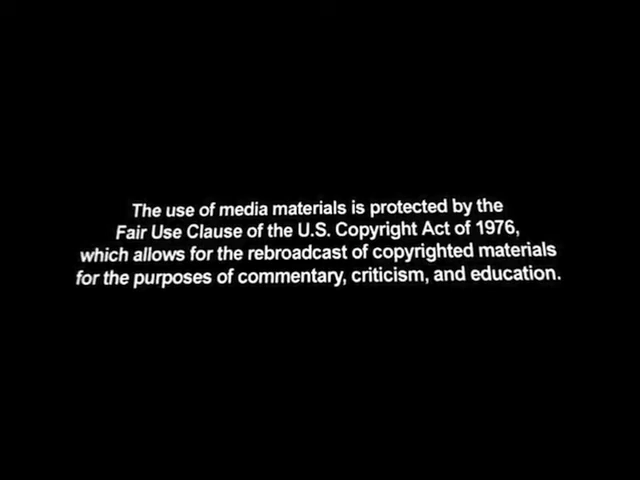 The use of media materials is protected by the
Fair Use Clause of the U.S. Copyright Act of 1976,
which allows for the rebroadcast of copyrighted materials
for the purposes of commentary, criticism, and education.